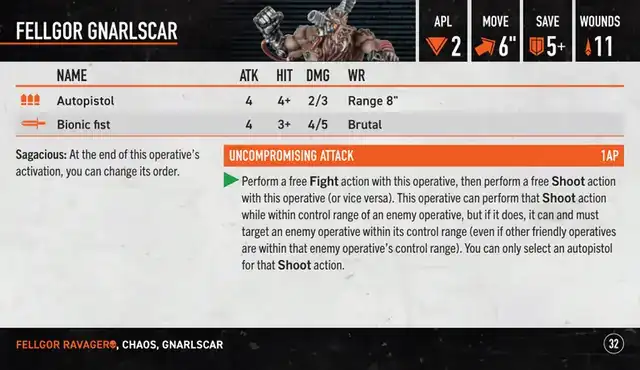 FELLGOR GNARLSCAR
APL
2
MOVE
6"
SAVE
5+
WOUNDS
11
NAME ATK HIT DMG WR
Autopistol 4 4+ 2/3 Range 8"
Bionic fist 4 3+ 4/5 Brutal
Sagacious: At the end of this operative's
activation, you can change its order.
UNCOMPROMISING ATTACK 1AP
Perform a free Fight action with this operative, then perform a free Shoot action
with this operative (or vice versa). This operative can perform that Shoot action
while within control range of an enemy operative, but if it does, it can and must
target an enemy operative within its control range (even if other friendly operatives
are within that enemy operative's control range). You can only select an autopistol
for that Shoot action.
FELLGOR RAVAGER, CHAOS, GNARLSCAR
32